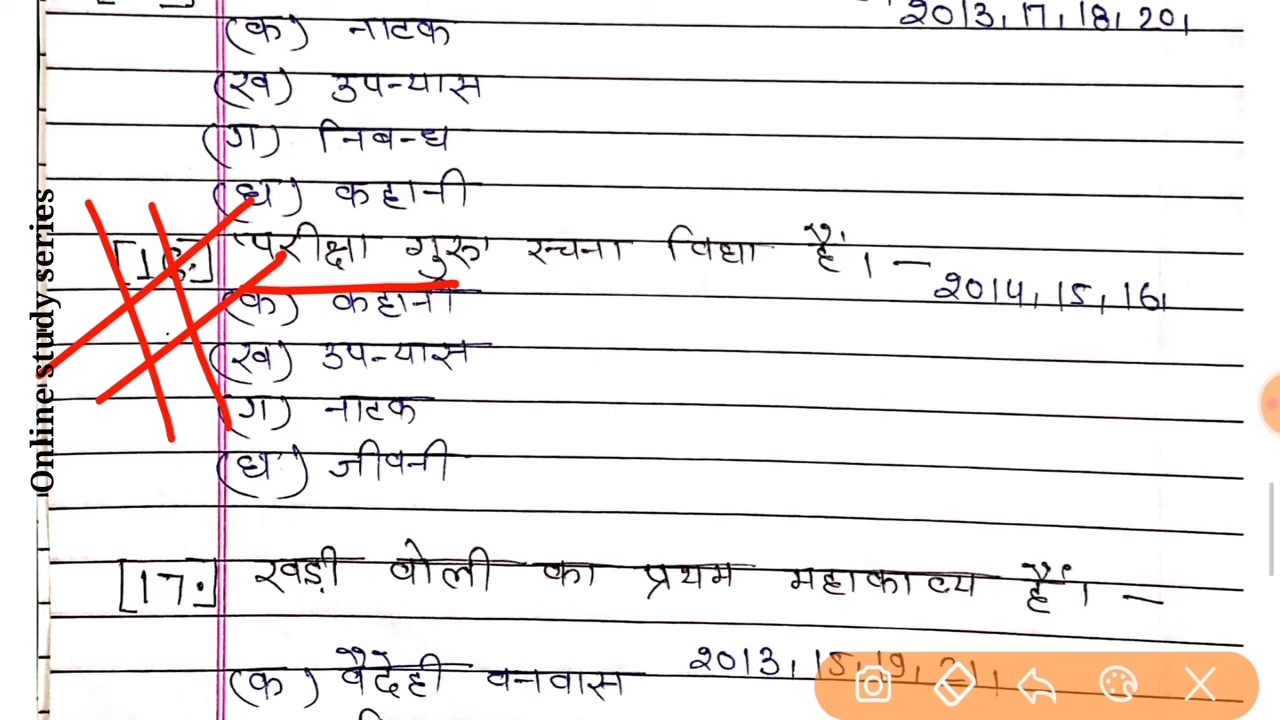 2013, 17, 18, 20,
(क) नाटक
(ख) उपन्यास
(ग) निबन्ध
(घ) कहानी
[16.] 'परीक्षा गुरु' रचना विधा हैं। — 2014, 15, 16,
(क) कहानी
(ख) उपन्यास
(ग) नाटक
(घ) जीवनी
[17.] खड़ी बोली का प्रथम महाकाव्य हैं। —
2013, 15, 19, 21,
(क) वैदेही वनवास
Online study series